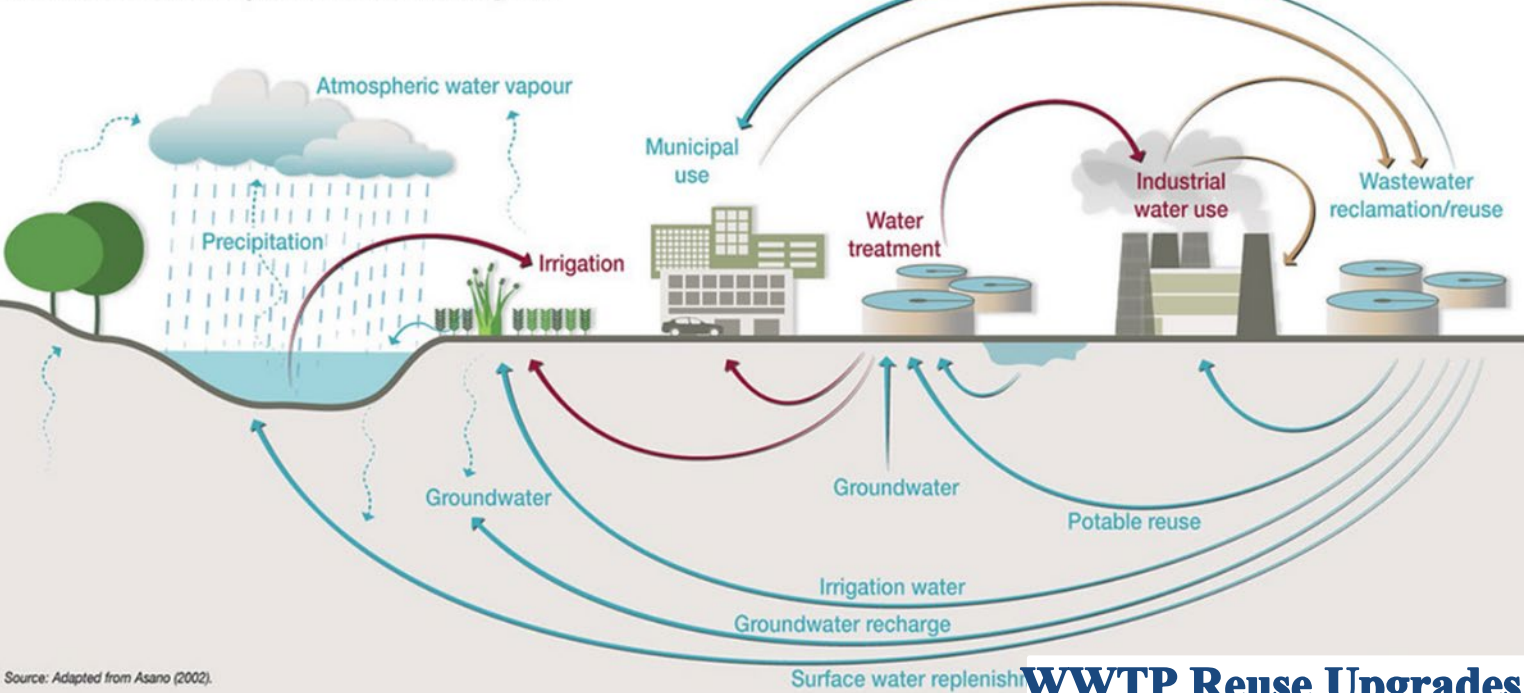 Atmospheric water vapour
Municipal
use
Industrial
water use
Wastewater
reclamation/reuse
Water
treatment
Precipitation
Irrigation
Groundwater
Groundwater
Potable reuse
Irrigation water
Groundwater recharge
Surface water
Source: Adapted from Asano (2002).
WWTP Reuse Upgrades